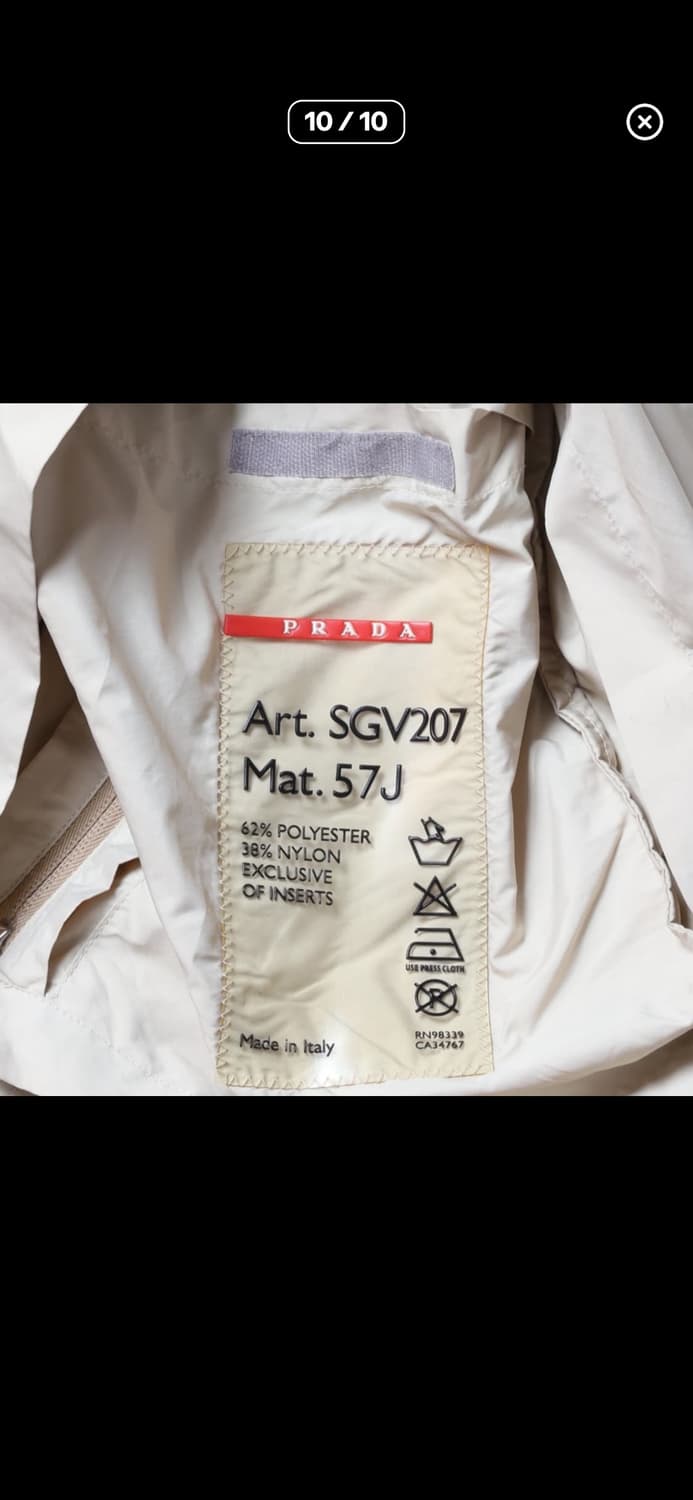 10 / 10
PRADA
Art. SGV207
Mat. 57J
62% POLYESTER
38% NYLON
EXCLUSIVE
OF INSERTS
USE PRESS CLOTH
P
Made in Italy
RN98339
CA34767